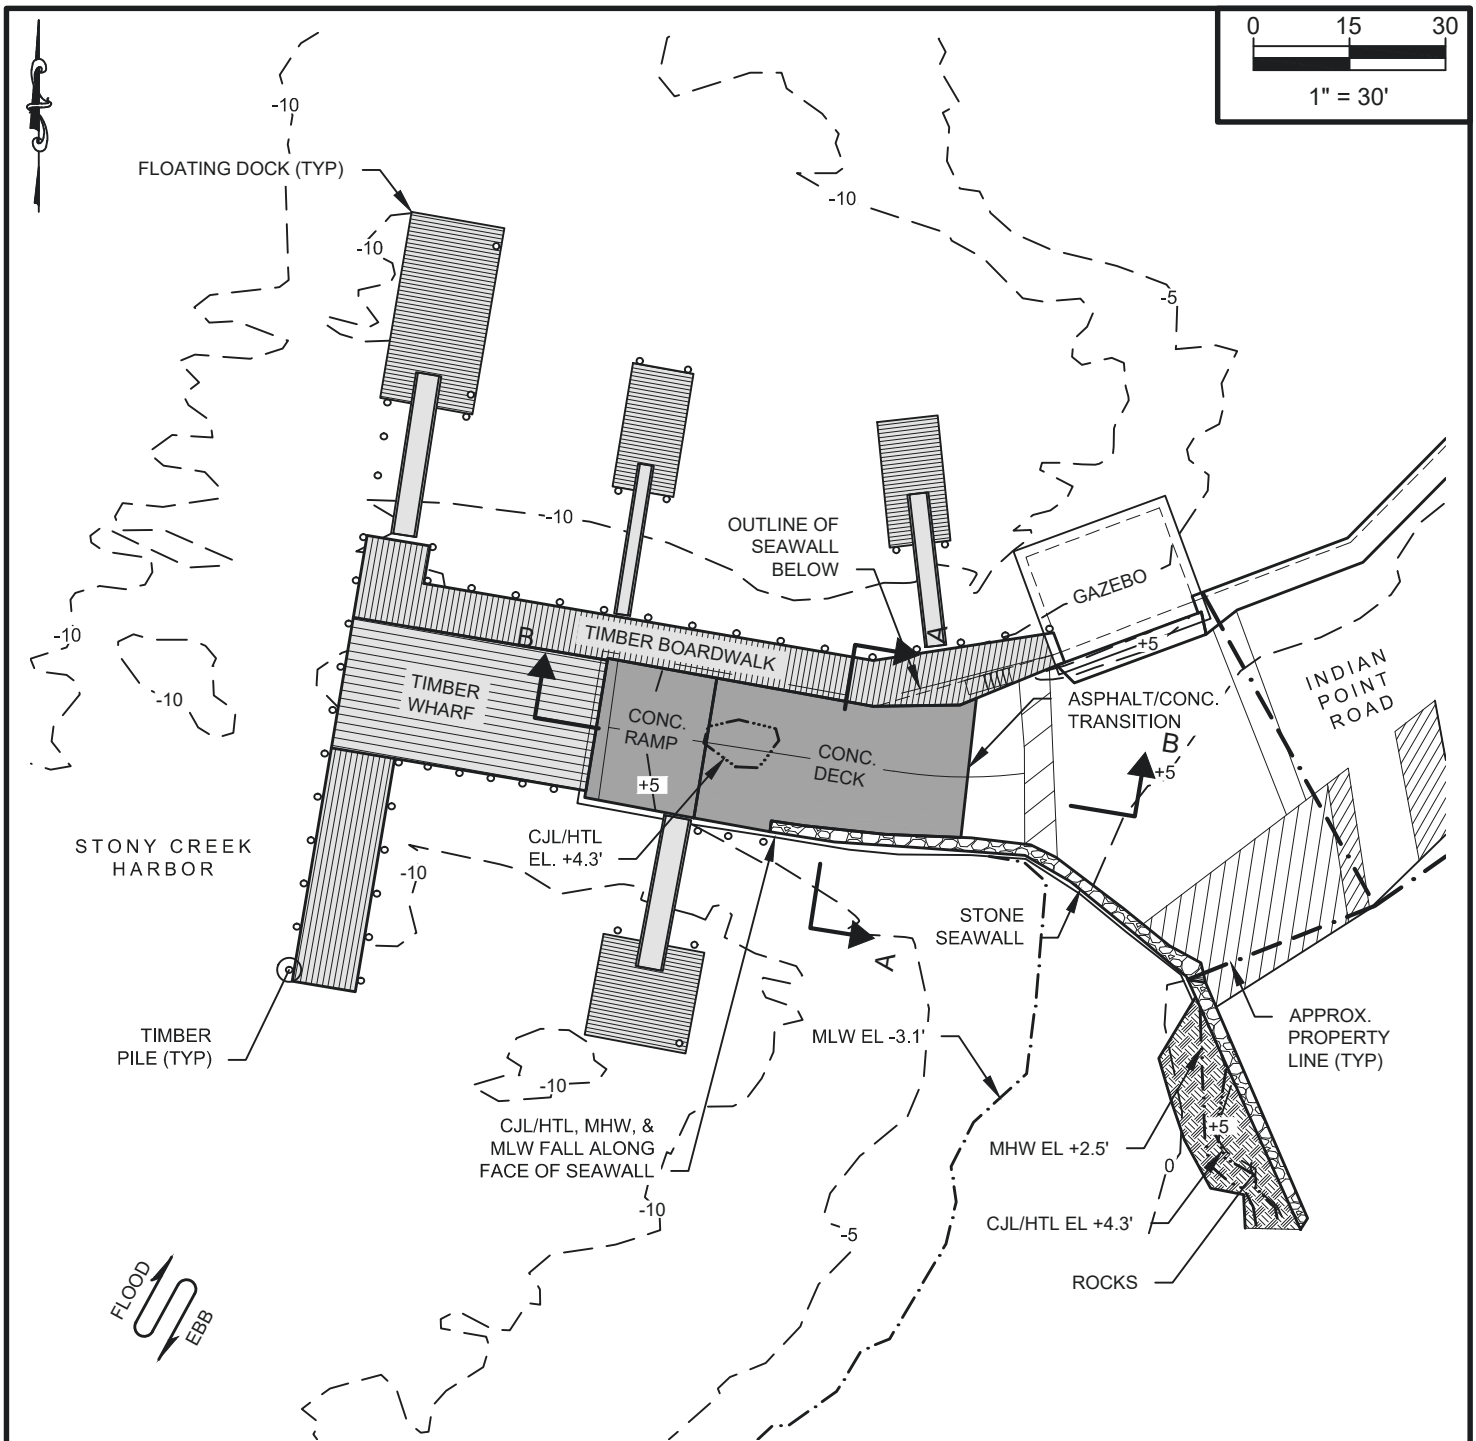 0 15 30
1" = 30'
-10
FLOATING DOCK (TYP)
-10
-10
-5
-10
OUTLINE OF
SEAWALL
BELOW
GAZEBO
A
B
TIMBER BOARDWALK
+5
-10
-10
TIMBER
WHARF
CONC.
RAMP
+5
CONC.
DECK
ASPHALT/CONC.
TRANSITION
INDIAN
POINT
ROAD
B
+5
CJL/HTL
EL. +4.3'
STONY CREEK
HARBOR
-10
STONE
SEAWALL
A
TIMBER
PILE (TYP)
MLW EL -3.1'
APPROX.
PROPERTY
LINE (TYP)
-10
CJL/HTL, MHW, &
MLW FALL ALONG
FACE OF SEAWALL
MHW EL +2.5'
+5
0
-10
-5
CJL/HTL EL +4.3'
ROCKS
FLOOD
EBB